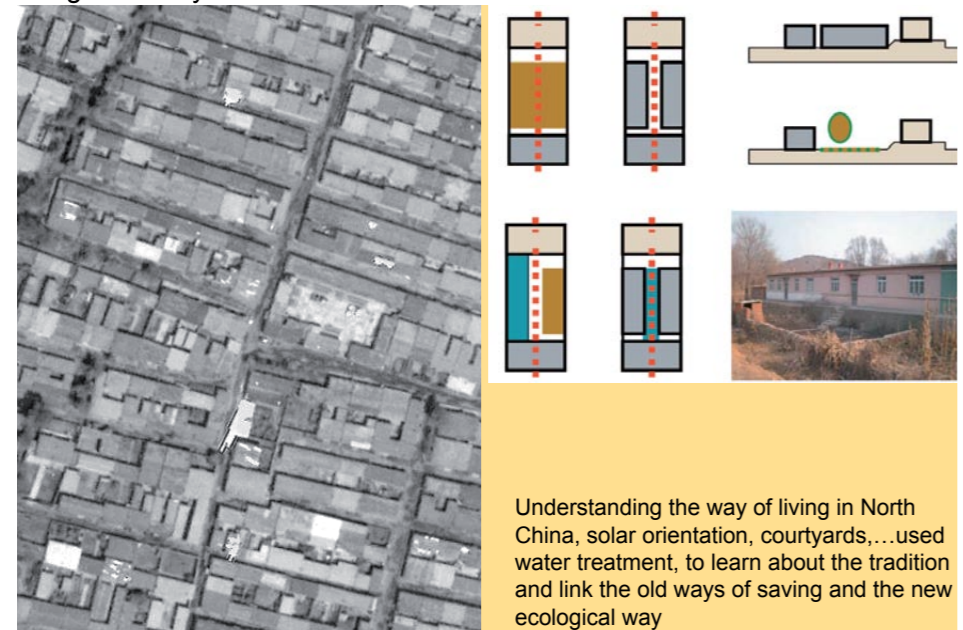 Understanding the way of living in North
China, solar orientation, courtyards,…used
water treatment, to learn about the tradition
and link the old ways of saving and the new
ecological way